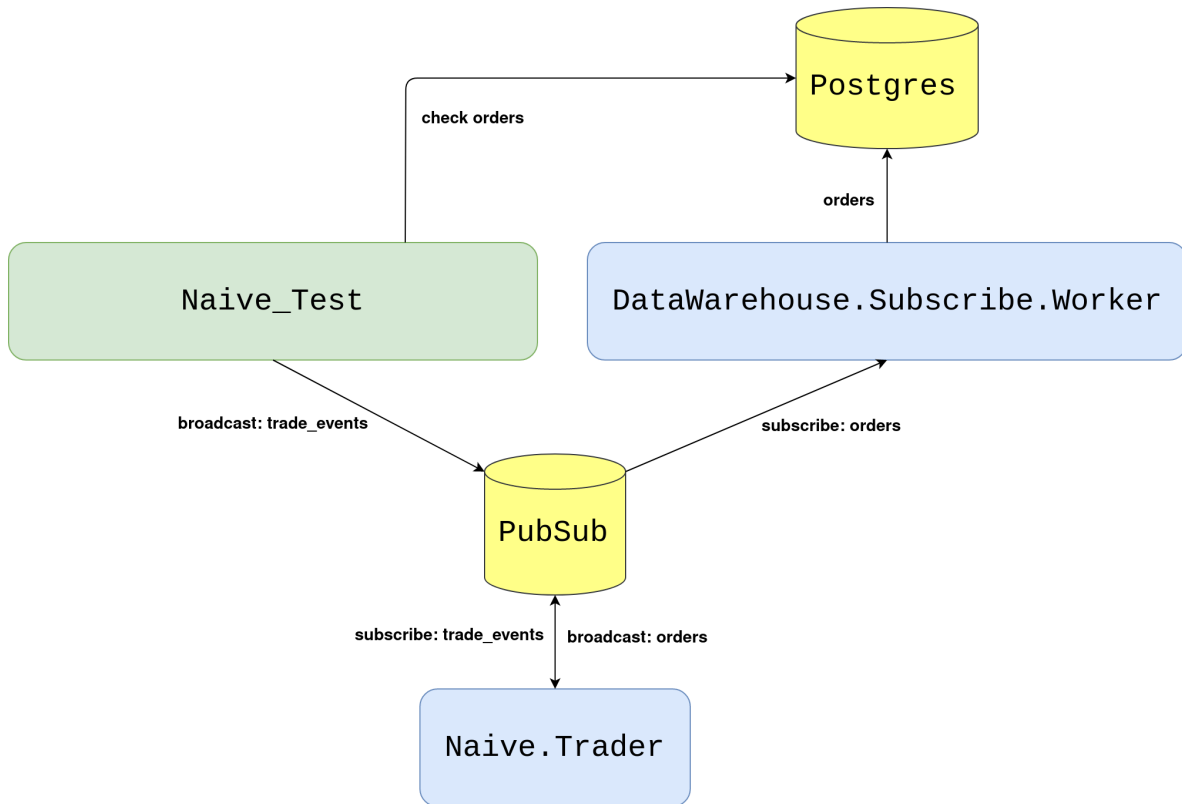 Postgres
check orders
orders
Naive_Test
DataWarehouse.Subscribe.Worker
broadcast: trade_events
subscribe: orders
PubSub
subscribe: trade_events
broadcast: orders
Naive.Trader